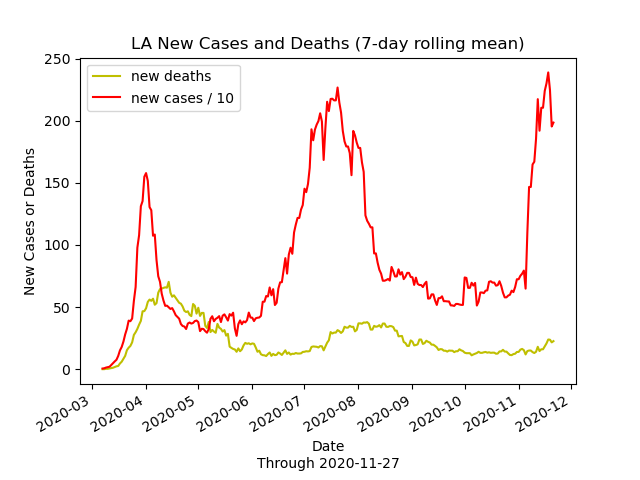 LA New Cases and Deaths (7-day rolling mean)
new deaths
new cases / 10
New Cases or Deaths
250
200
150
100
50
0
2020-03
2020-04
2020-05
2020-06
2020-07
2020-08
2020-09
2020-10
2020-11
2020-12
Date
Through 2020-11-27